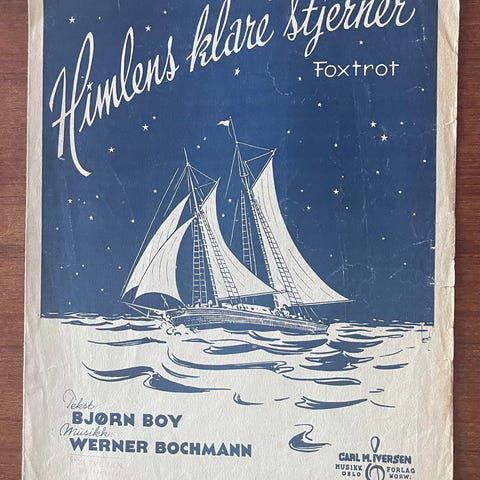 Himlens klare stjerner
Foxtrot
Tekst
BJØRN BOY
Musikk
WERNER BOCHMANN
CARL M. IVERSEN
MUSIKK FORLAG
OSLO NORW.